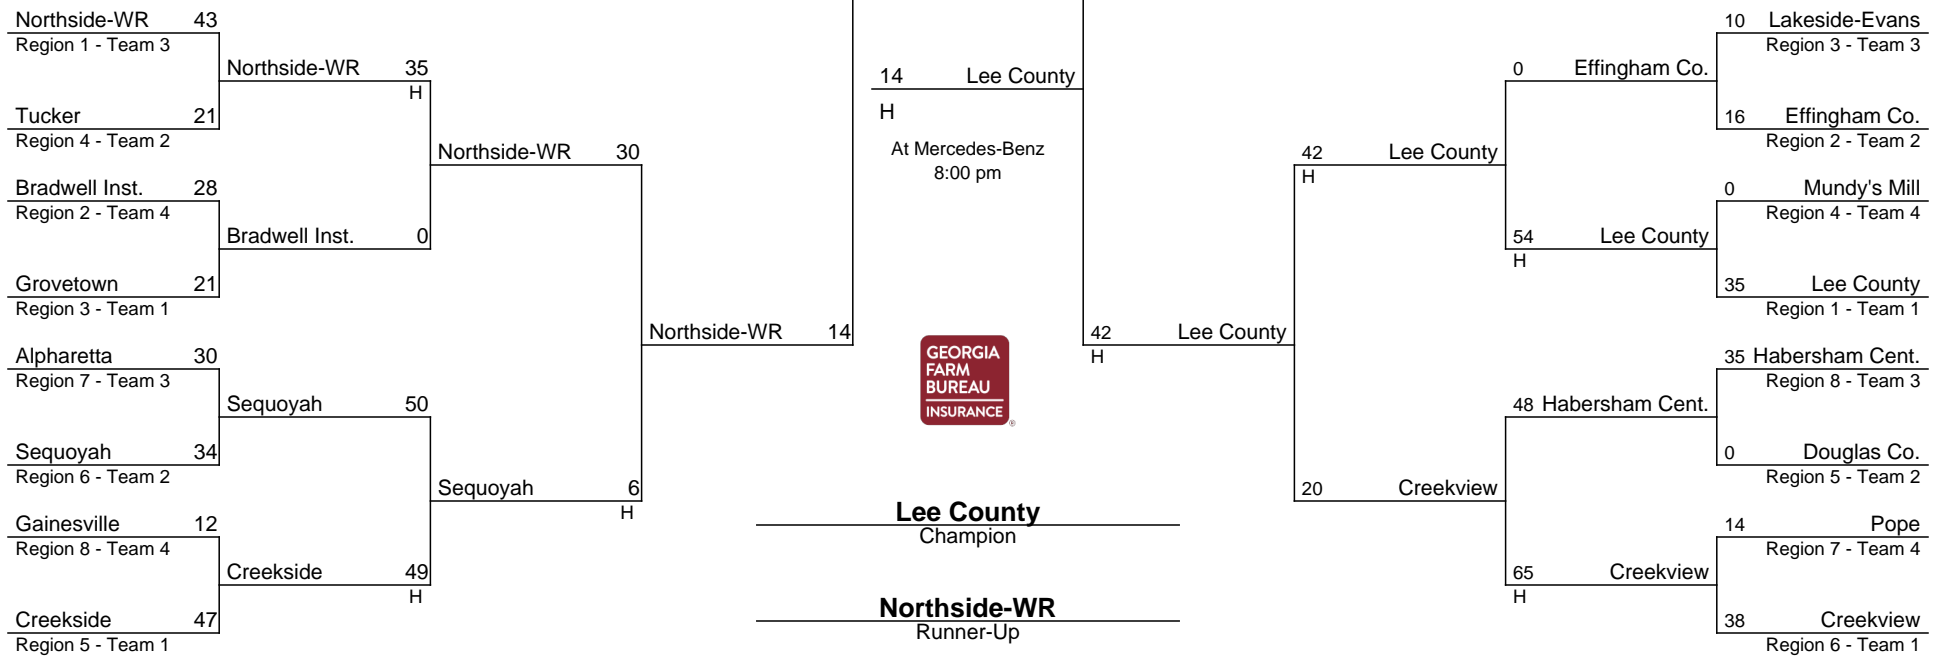 Northside-WR 43
Region 1 - Team 3
Northside-WR 35
H
Tucker 21
Region 4 - Team 2
Northside-WR 30
Bradwell Inst. 28
Region 2 - Team 4
Bradwell Inst. 0
Grovetown 21
Region 3 - Team 1
Northside-WR 14
Alpharetta 30
Region 7 - Team 3
Sequoyah 50
Sequoyah 34
Region 6 - Team 2
Sequoyah 6
H
Gainesville 12
Region 8 - Team 4
Creekside 49
H
Creekside 47
Region 5 - Team 1
14 Lee County
H
At Mercedes-Benz
8:00 pm
GEORGIA
FARM
BUREAU
INSURANCE
®
Lee County
Champion
Northside-WR
Runner-Up
10 Lakeside-Evans
Region 3 - Team 3
0 Effingham Co.
16 Effingham Co.
Region 2 - Team 2
42 Lee County
H
0 Mundy's Mill
Region 4 - Team 4
54 Lee County
H
35 Lee County
Region 1 - Team 1
42 Lee County
H
35 Habersham Cent.
Region 8 - Team 3
48 Habersham Cent.
0 Douglas Co.
Region 5 - Team 2
20 Creekview
14 Pope
Region 7 - Team 4
65 Creekview
H
38 Creekview
Region 6 - Team 1